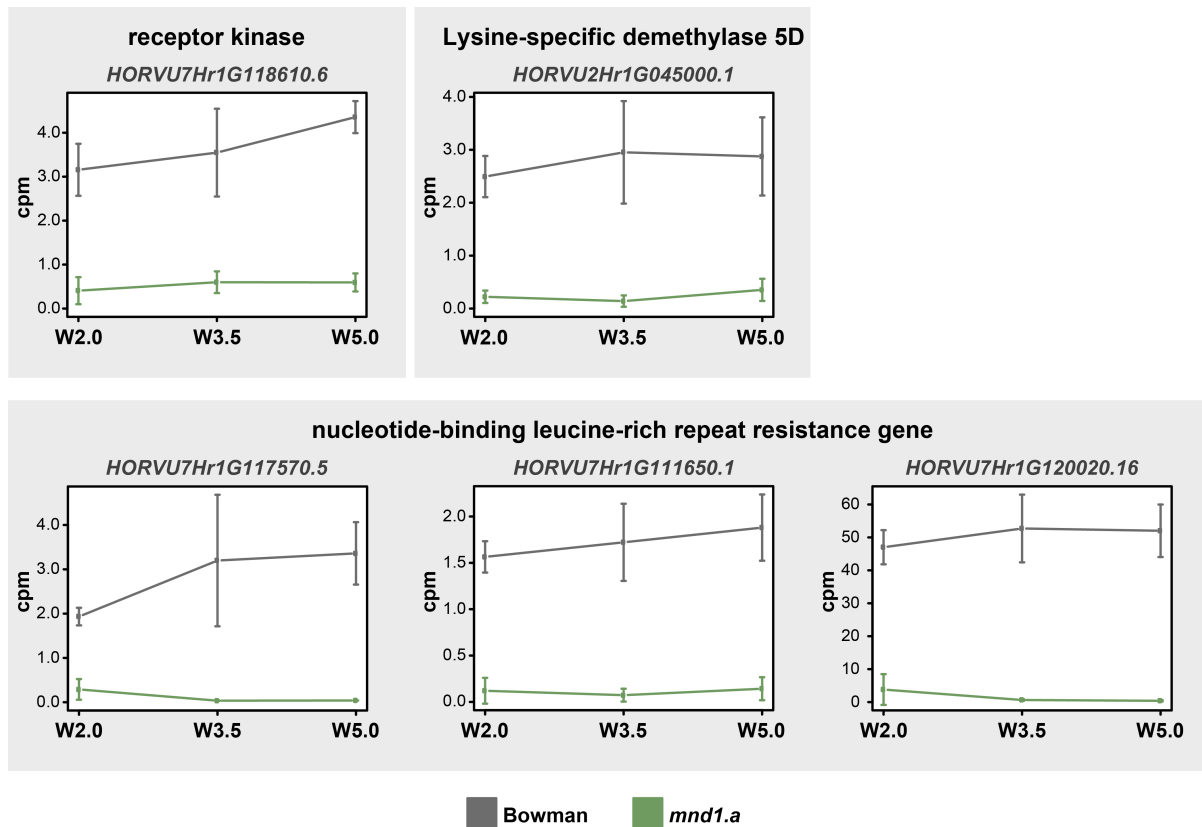 receptor kinase
HORVU7Hr1G118610.6
cpm
4.0
3.0
2.0
1.0
0.0
W2.0 W3.5 W5.0
Lysine-specific demethylase 5D
HORVU2Hr1G045000.1
cpm
4.0
3.0
2.0
1.0
0.0
W2.0 W3.5 W5.0
nucleotide-binding leucine-rich repeat resistance gene
HORVU7Hr1G117570.5
cpm
4.0
3.0
2.0
1.0
0.0
W2.0 W3.5 W5.0
HORVU7Hr1G111650.1
cpm
2.0
1.5
1.0
0.5
0.0
W2.0 W3.5 W5.0
HORVU7Hr1G120020.16
cpm
60
50
40
30
20
10
0
W2.0 W3.5 W5.0
Bowman mnd1.a